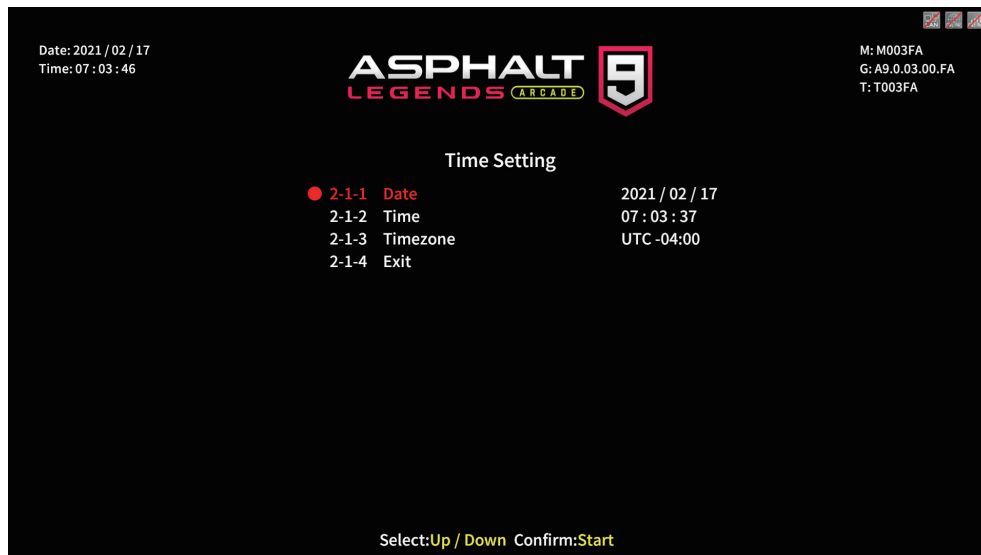 Date: 2021 / 02 / 17
Time: 07 : 03 : 46
ASPHALT 9
LEGENDS ARCADE
M: M003FA
G: A9.0.03.00.FA
T: T003FA
Time Setting
2-1-1 Date 2021 / 02 / 17
2-1-2 Time 07 : 03 : 37
2-1-3 Timezone UTC -04:00
2-1-4 Exit
Select:Up / Down Confirm:Start